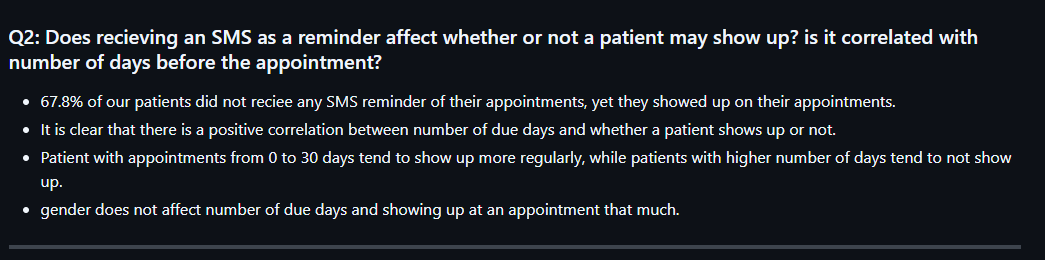 Q2: Does recieving an SMS as a reminder affect whether or not a patient may show up? is it correlated with
number of days before the appointment?
• 67.8% of our patients did not reciee any SMS reminder of their appointments, yet they showed up on their appointments.
• It is clear that there is a positive correlation between number of due days and whether a patient shows up or not.
• Patient with appointments from 0 to 30 days tend to show up more regularly, while patients with higher number of days tend to not show
up.
• gender does not affect number of due days and showing up at an appointment that much.